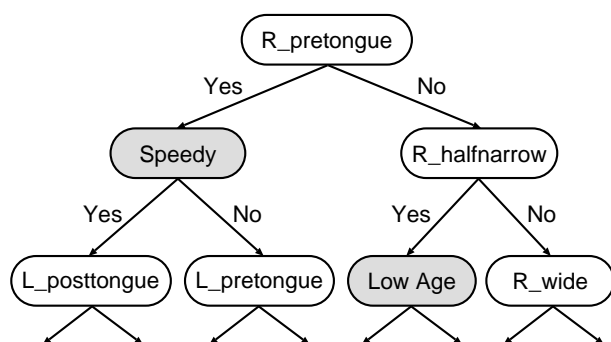 R_pretongue
Yes No
Speedy R_halfnarrow
Yes No Yes No
L_posttongue L_pretongue Low Age R_wide